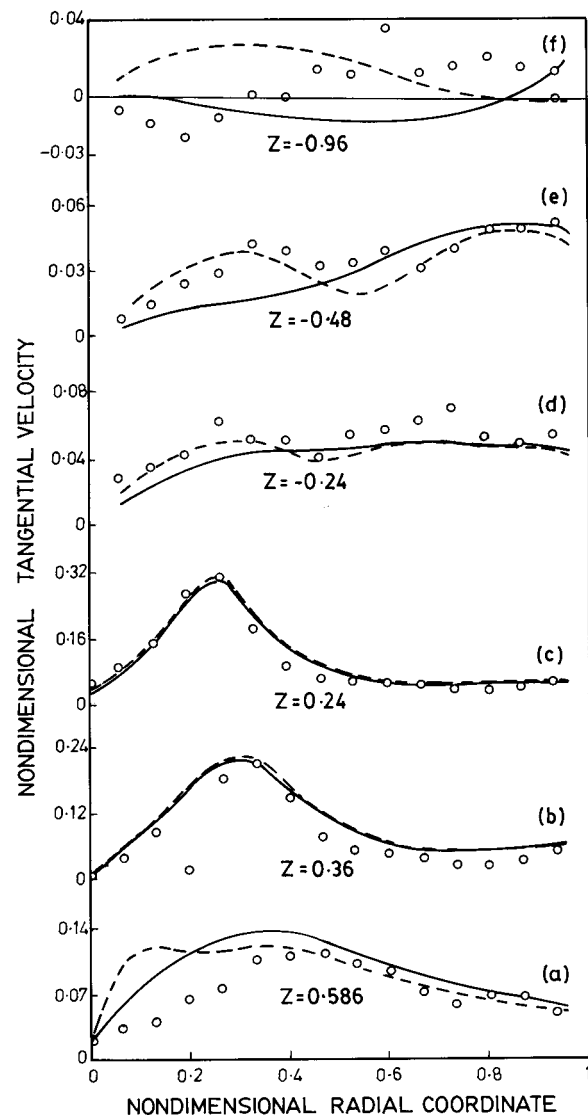 0·04
(f)
0
-0·03
Z=-0·96
0·06
(e)
0·03
Z=-0·48
0
0·08
(d)
0·04
Z=-0·24
0
0·32
0·16
(c)
0
Z=0·24
0·24
(b)
0·12
Z=0·36
0
0·14
(a)
0·07
Z=0·586
0
0 0·2 0·4 0·6 0·8 1
NONDIMENSIONAL RADIAL COORDINATE
NONDIMENSIONAL TANGENTIAL VELOCITY